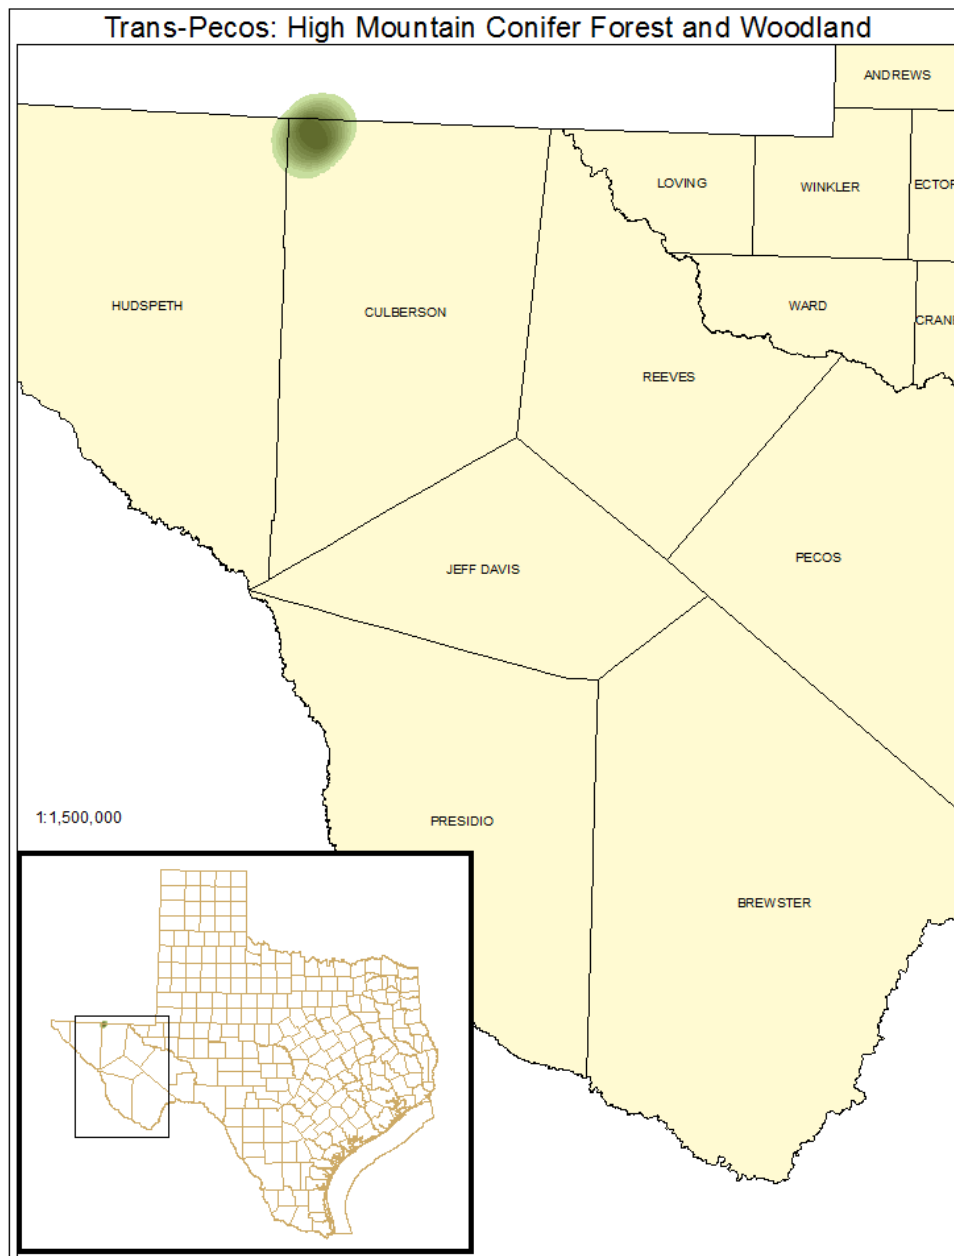 Trans-Pecos: High Mountain Conifer Forest and Woodland
ANDREWS
LOVING
WINKLER
ECTOR
HUDSPETH
CULBERSON
WARD
CRANE
REEVES
JEFF DAVIS
PECOS
1:1,500,000
PRESIDIO
BREWSTER